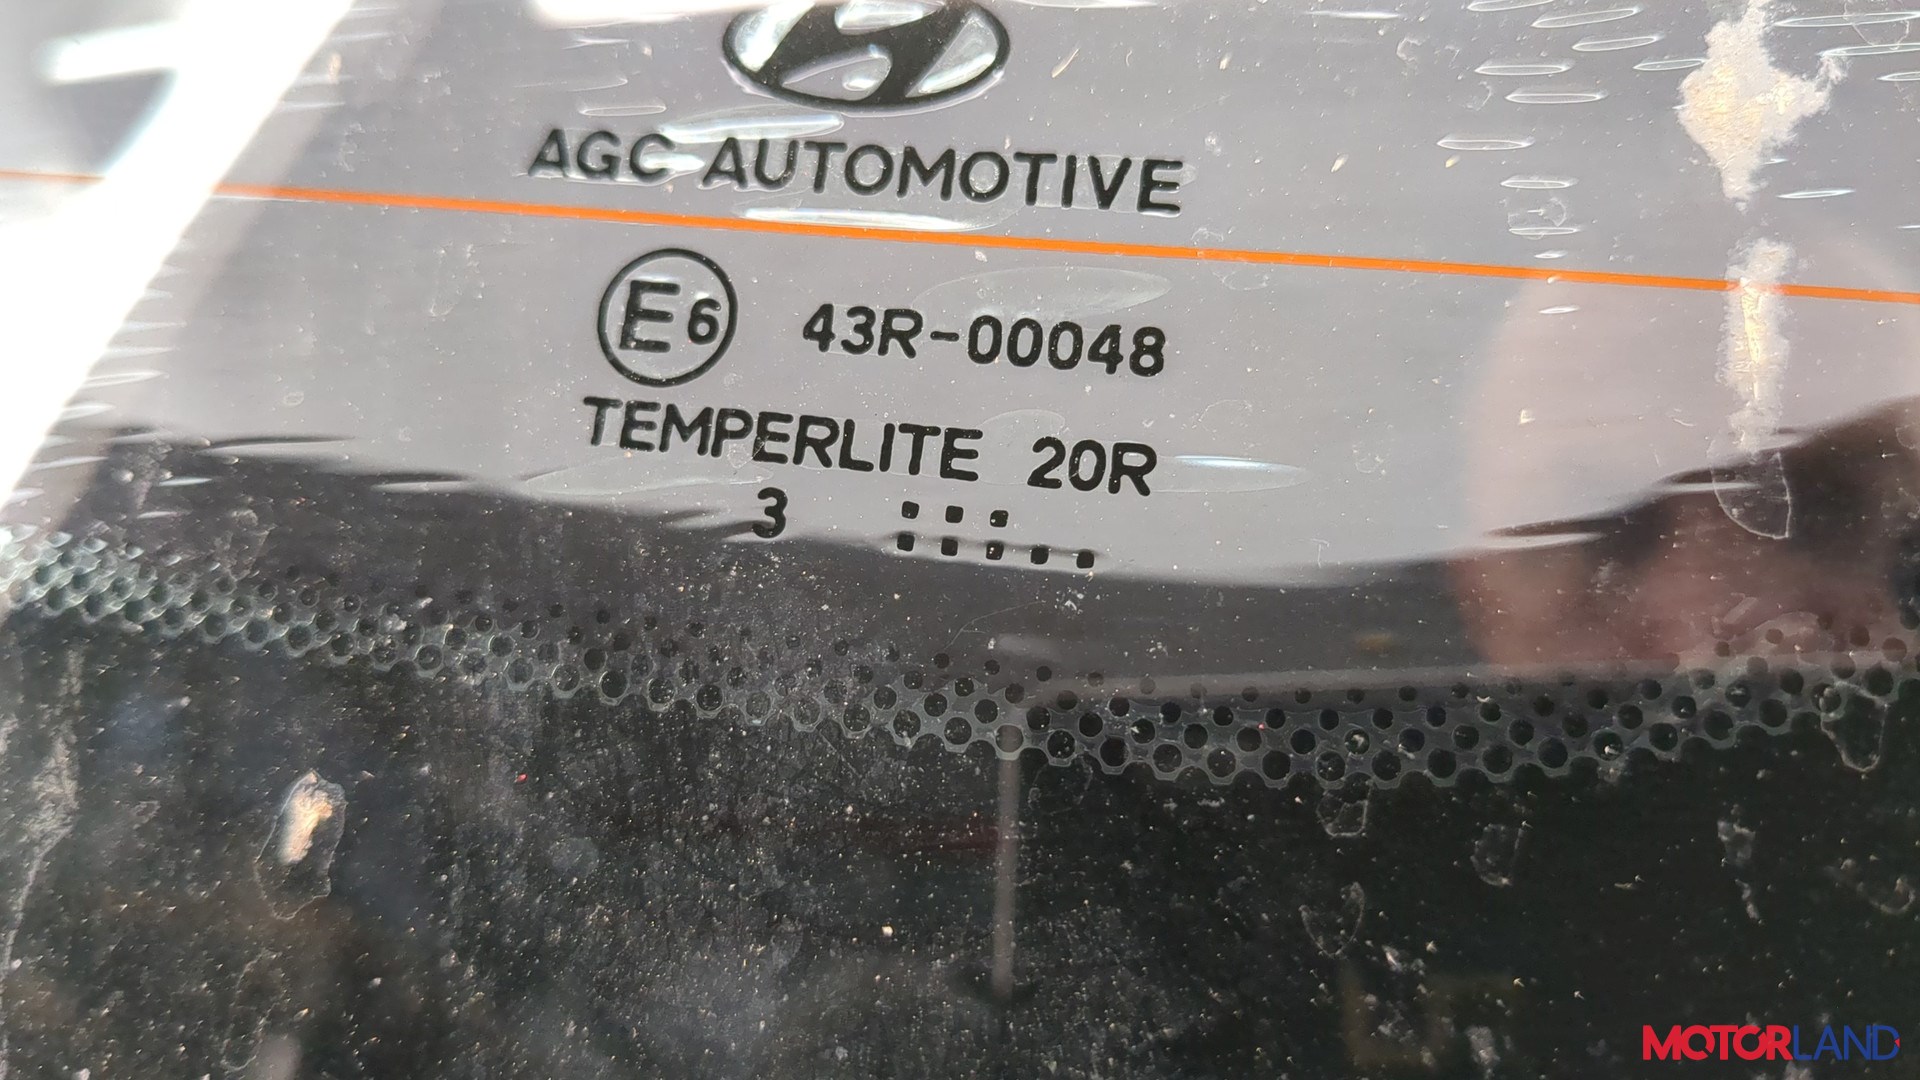 AGC AUTOMOTIVE
E6 43R-00048
TEMPERLITE 20R
3
MOTORLAND